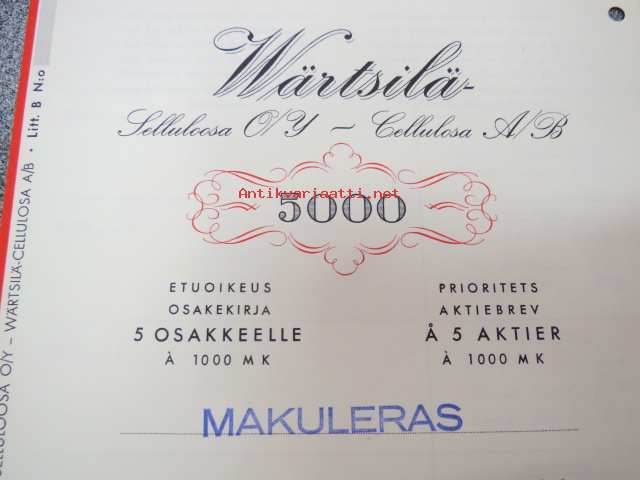 Wärtsilä-
Selluloosa O/Y – Cellulosa A/B
Antikvariaatti.net
5000
ETUOIKEUS
OSAKEKIRJA
5 OSAKKEELLE
À 1000 MK
PRIORITETS
AKTIEBREV
Å 5 AKTIER
À 1000 MK
MAKULERAS
SELLULOOSA O/Y – WÄRTSILÄ-CELLULOSA A/B · Litt. B N:o